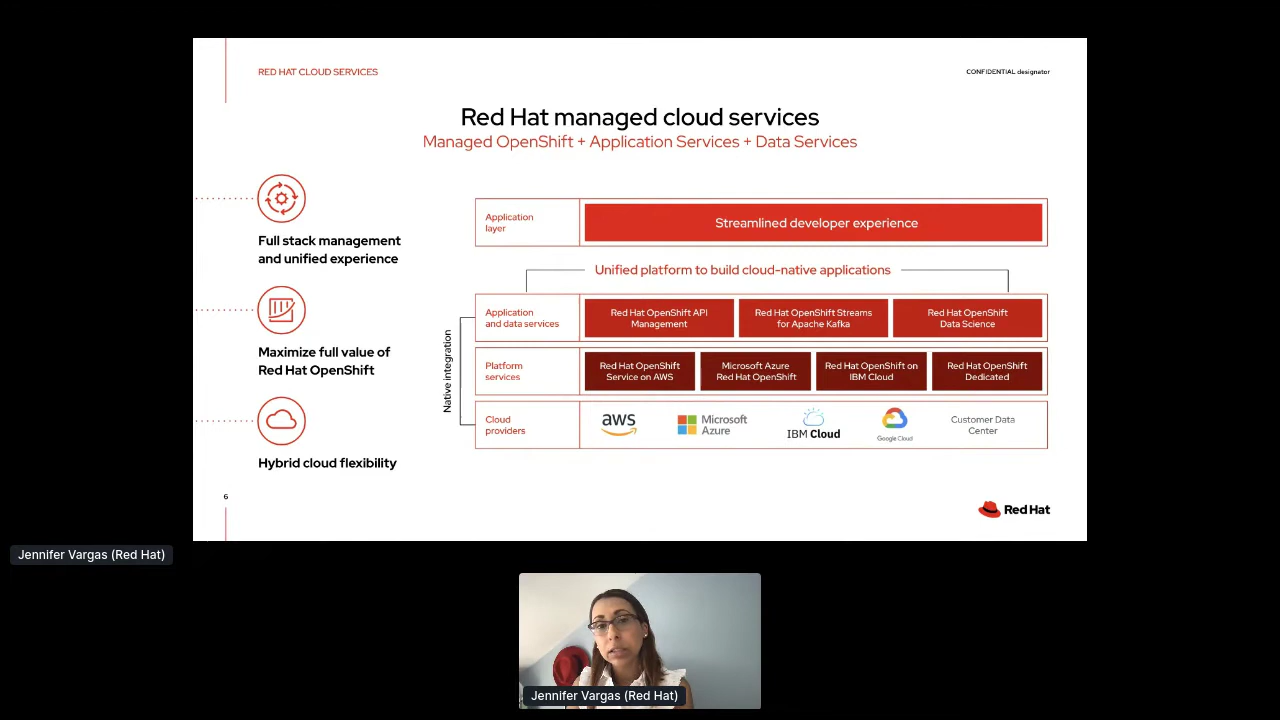 RED HAT CLOUD SERVICES
CONFIDENTIAL designator
Red Hat managed cloud services
Managed OpenShift + Application Services + Data Services
Full stack management
and unified experience
Maximize full value of
Red Hat OpenShift
Hybrid cloud flexibility
Application
layer
Streamlined developer experience
Unified platform to build cloud-native applications
Native integration
Application
and data services
Red Hat OpenShift API
Management
Red Hat OpenShift Streams
for Apache Kafka
Red Hat OpenShift
Data Science
Platform
services
Red Hat OpenShift
Service on AWS
Microsoft Azure
Red Hat OpenShift
Red Hat OpenShift on
IBM Cloud
Red Hat OpenShift
Dedicated
Cloud
providers
aws
Microsoft
Azure
IBM Cloud
Google Cloud
Customer Data
Center
6
Red Hat
Jennifer Vargas (Red Hat)
Jennifer Vargas (Red Hat)